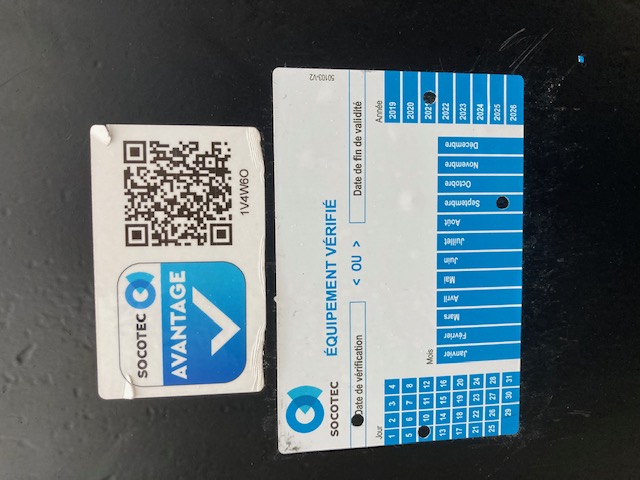 SOCOTEC
AVANTAGE
1V4W6O
50103-V2
SOCOTEC
ÉQUIPEMENT VÉRIFIÉ
Date de vérification < OU > Date de fin de validité
Jour
1 2 3 4
5 6 7 8
10 11 12
13 14 15 16
17 18 19 20
21 22 23 24
25 26 27 28
29 30 31
Mois
Janvier
Février
Mars
Avril
Mai
Juin
Juillet
Août
Septembre
Octobre
Novembre
Décembre
Année
2019
2020
2021
2022
2023
2024
2025
2026